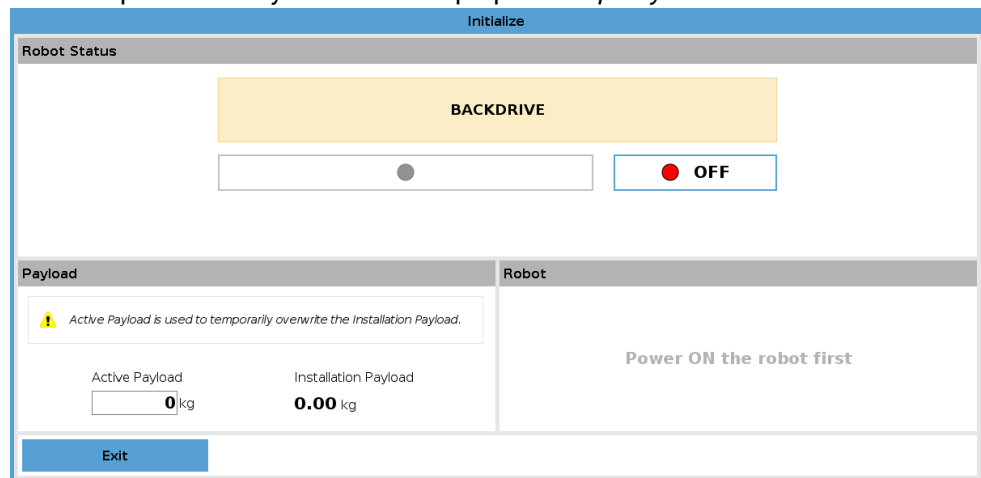 Initialize
Robot Status
BACKDRIVE
OFF
Payload
Robot
Active Payload is used to temporarily overwrite the Installation Payload.
Power ON the robot first
Active Payload
Installation Payload
0 kg
0.00 kg
Exit